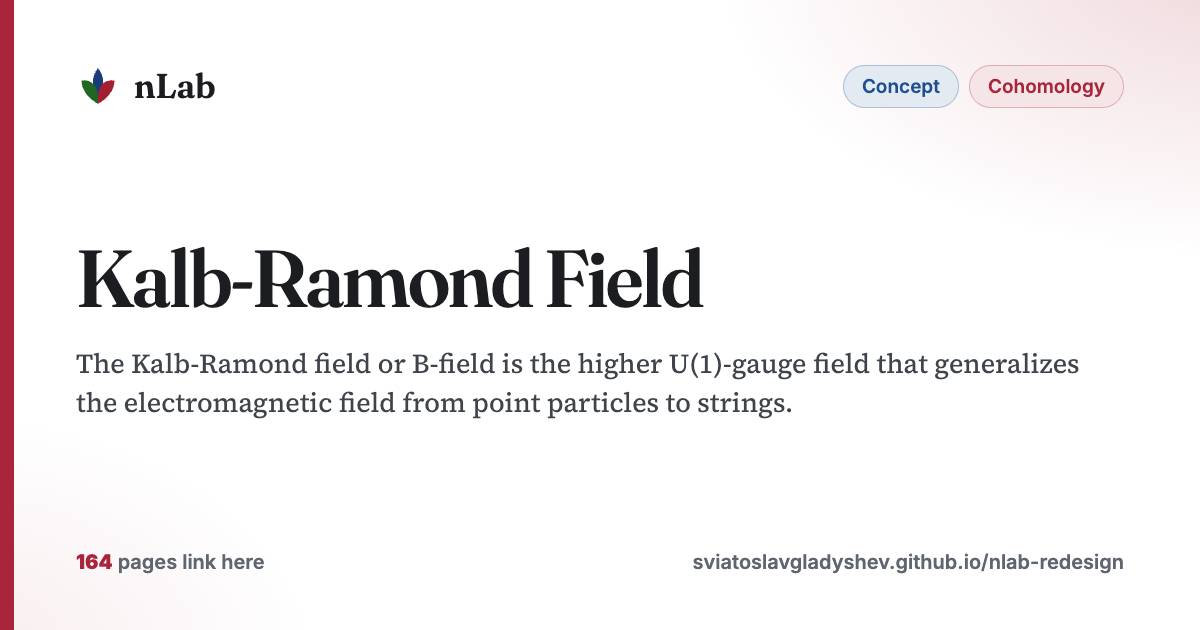 nLab
Concept
Cohomology
Kalb-Ramond Field
The Kalb-Ramond field or B-field is the higher U(1)-gauge field that generalizes
the electromagnetic field from point particles to strings.
164 pages link here
sviatoslavgladyshev.github.io/nlab-redesign